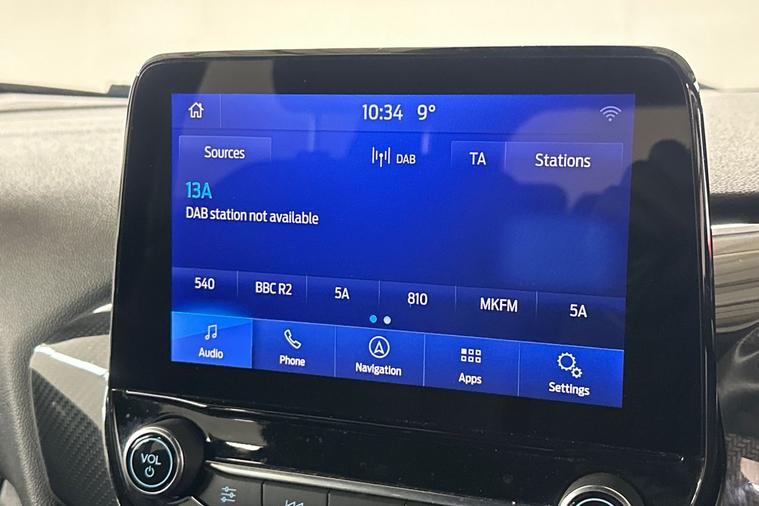 10:34 9°
Sources
DAB
TA
Stations
13A
DAB station not available
540
BBC R2
5A
810
MKFM
5A
Audio
Phone
Navigation
Apps
Settings
VOL